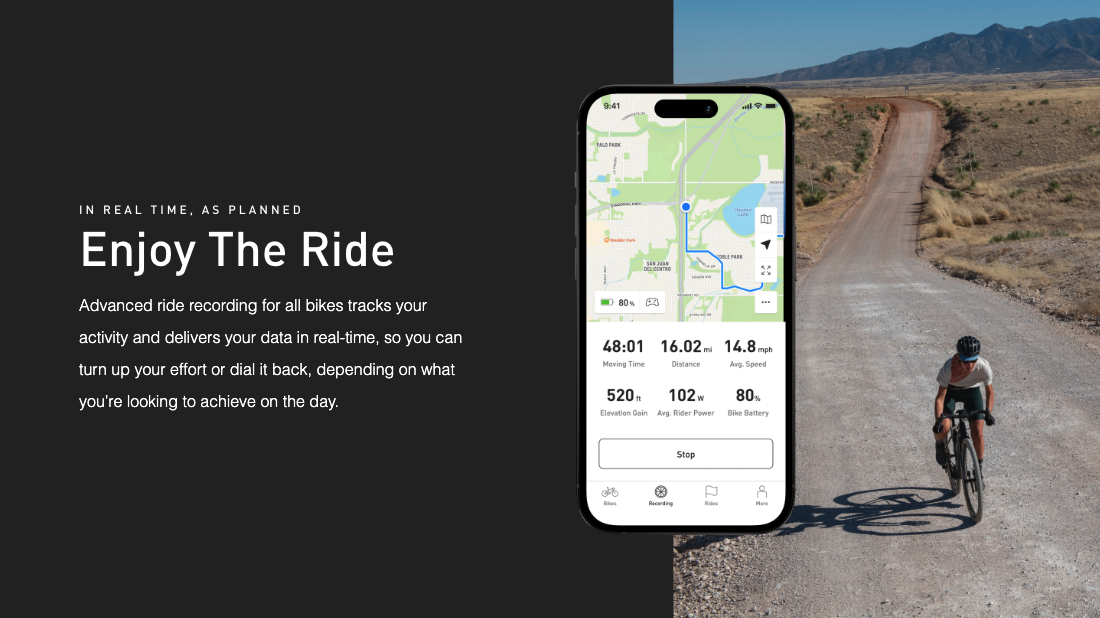 IN REAL TIME, AS PLANNED
Enjoy The Ride
Advanced ride recording for all bikes tracks your
activity and delivers your data in real-time, so you can
turn up your effort or dial it back, depending on what
you're looking to achieve on the day.
9:41
PALO PARK
Boulder Cork
SAN JUAN
DEL CENTRO
NOBLE PARK
80%
48:01 16.02 mi 14.8 mph
Moving Time Distance Avg. Speed
520 ft 102 W 80%
Elevation Gain Avg. Rider Power Bike Battery
Stop
Bikes Recording Rides More